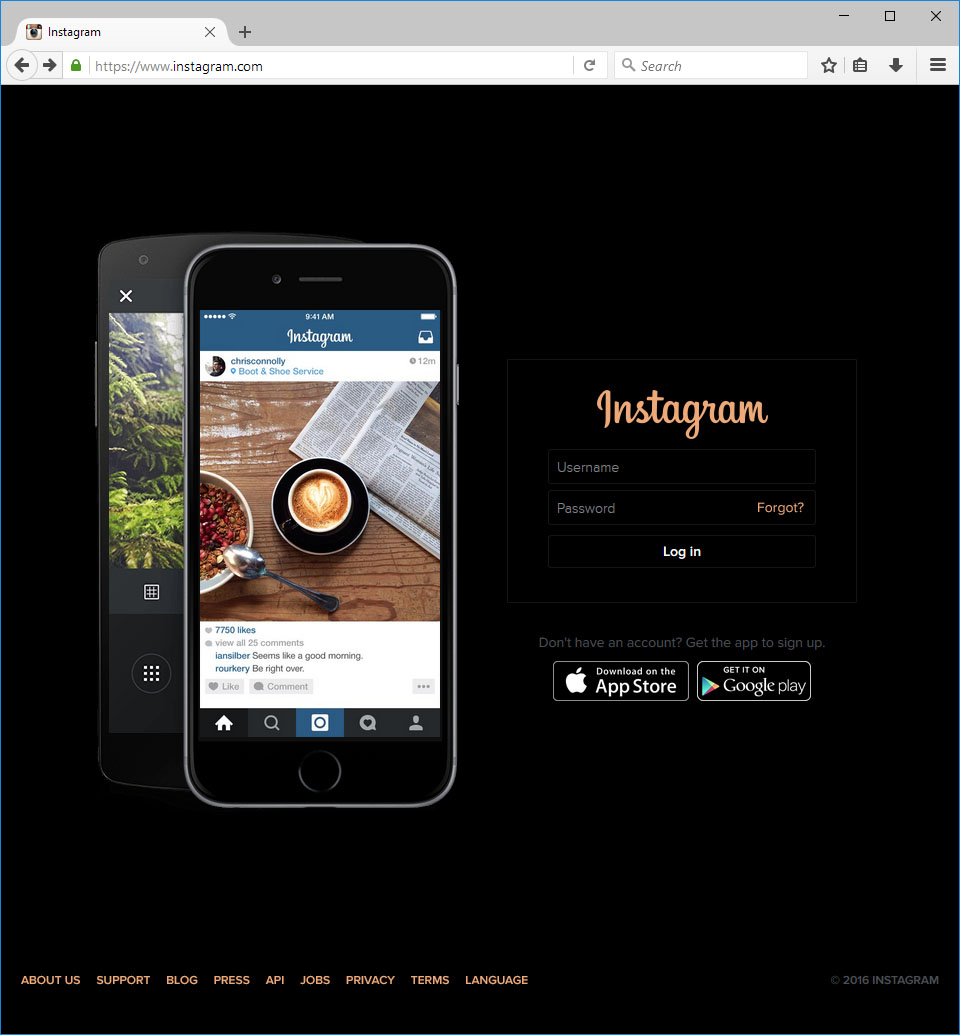 Instagram
https://www.instagram.com
Search
9:41 AM
Instagram
chrisconnolly
12m
Boot & Shoe Service
7750 likes
view all 25 comments
iansilber Seems like a good morning.
rourkery Be right over.
Like
Comment
Instagram
Username
Password
Forgot?
Log in
Don't have an account? Get the app to sign up.
Download on the
App Store
GET IT ON
Google play
ABOUT US SUPPORT BLOG PRESS API JOBS PRIVACY TERMS LANGUAGE
© 2016 INSTAGRAM